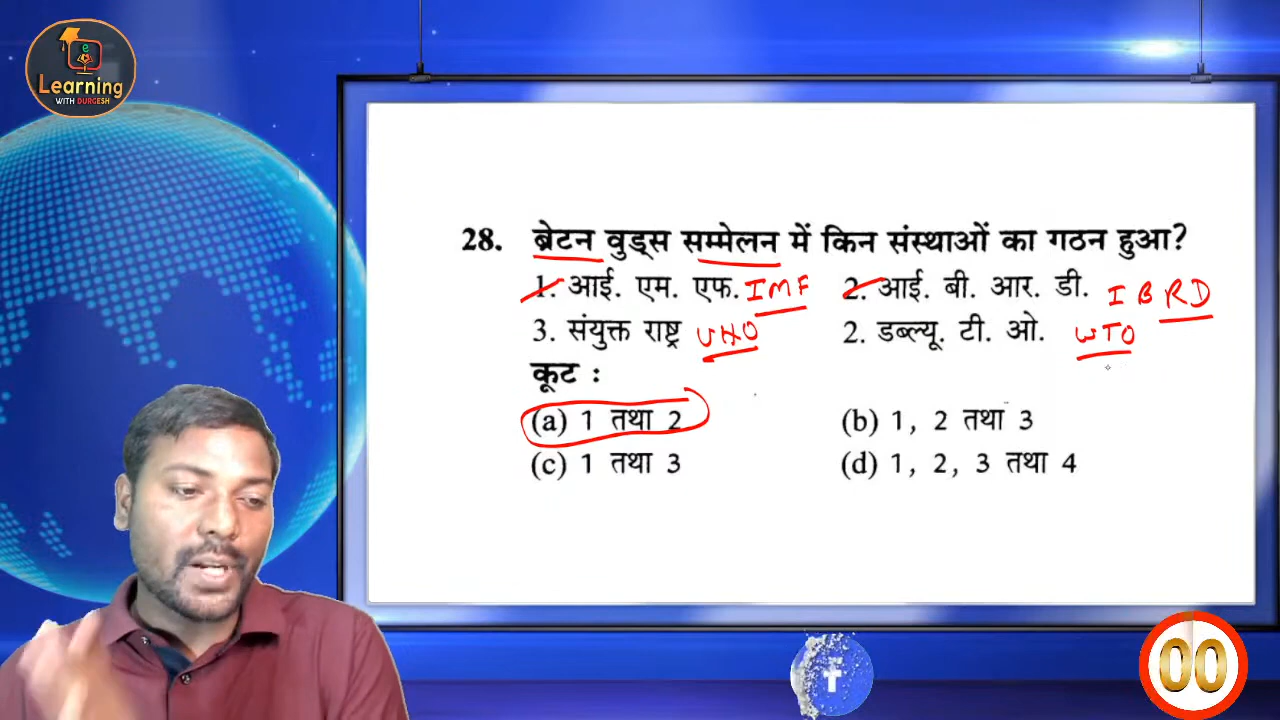 e
Learning
WITH DURGESH
28. ब्रेटन वुड्स सम्मेलन में किन संस्थाओं का गठन हुआ?
1. आई. एम. एफ. IMF 2. आई. बी. आर. डी. IBRD
3. संयुक्त राष्ट्र UNO 2. डब्ल्यू. टी. ओ. WTO
कूट :
(a) 1 तथा 2 (b) 1, 2 तथा 3
(c) 1 तथा 3 (d) 1, 2, 3 तथा 4
f
00